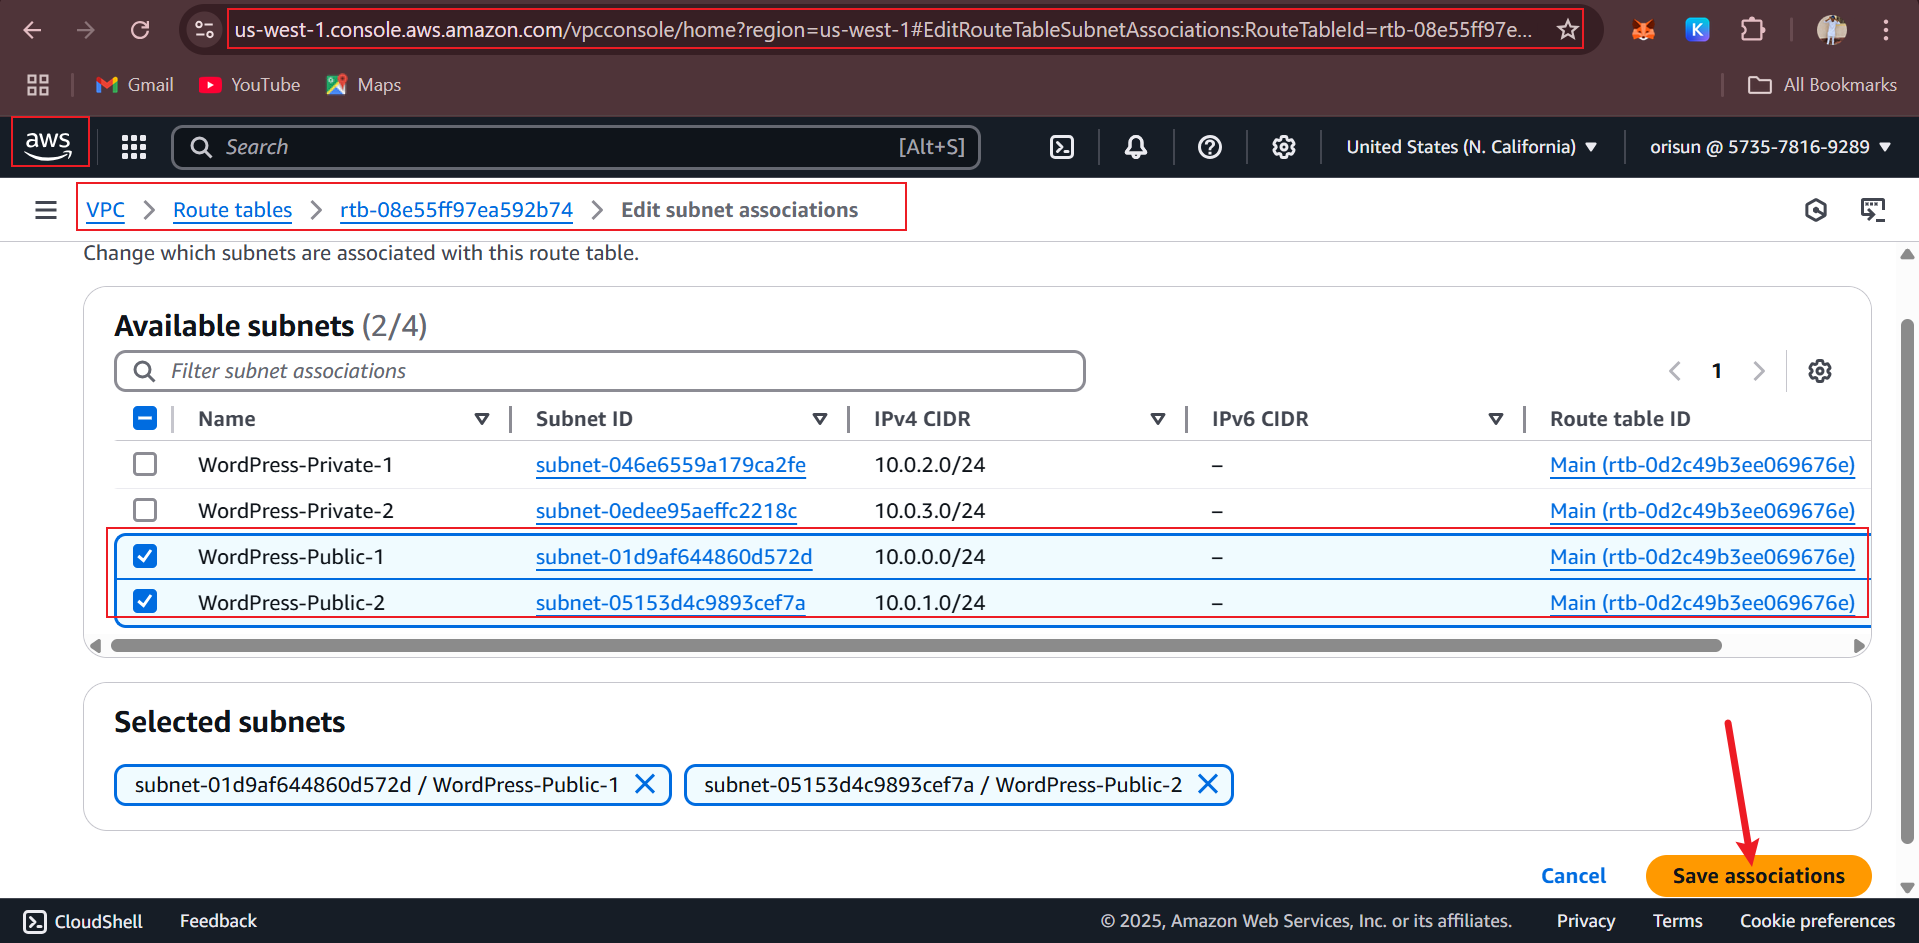 us-west-1.console.aws.amazon.com/vpcconsole/home?region=us-west-1#EditRouteTableSubnetAssociations:RouteTableId=rtb-08e55ff97e...
K
Gmail
YouTube
Maps
All Bookmarks
aws
Search
[Alt+S]
United States (N. California)
orisun @ 5735-7816-9289
VPC > Route tables > rtb-08e55ff97ea592b74 > Edit subnet associations
Change which subnets are associated with this route table.
Available subnets (2/4)
Filter subnet associations
1
Name Subnet ID IPv4 CIDR IPv6 CIDR Route table ID
WordPress-Private-1 subnet-046e6559a179ca2fe 10.0.2.0/24 – Main (rtb-0d2c49b3ee069676e)
WordPress-Private-2 subnet-0edee95aeffc2218c 10.0.3.0/24 – Main (rtb-0d2c49b3ee069676e)
WordPress-Public-1 subnet-01d9af644860d572d 10.0.0.0/24 – Main (rtb-0d2c49b3ee069676e)
WordPress-Public-2 subnet-05153d4c9893cef7a 10.0.1.0/24 – Main (rtb-0d2c49b3ee069676e)
Selected subnets
subnet-01d9af644860d572d / WordPress-Public-1
subnet-05153d4c9893cef7a / WordPress-Public-2
Cancel
Save associations
CloudShell
Feedback
© 2025, Amazon Web Services, Inc. or its affiliates.
Privacy
Terms
Cookie preferences